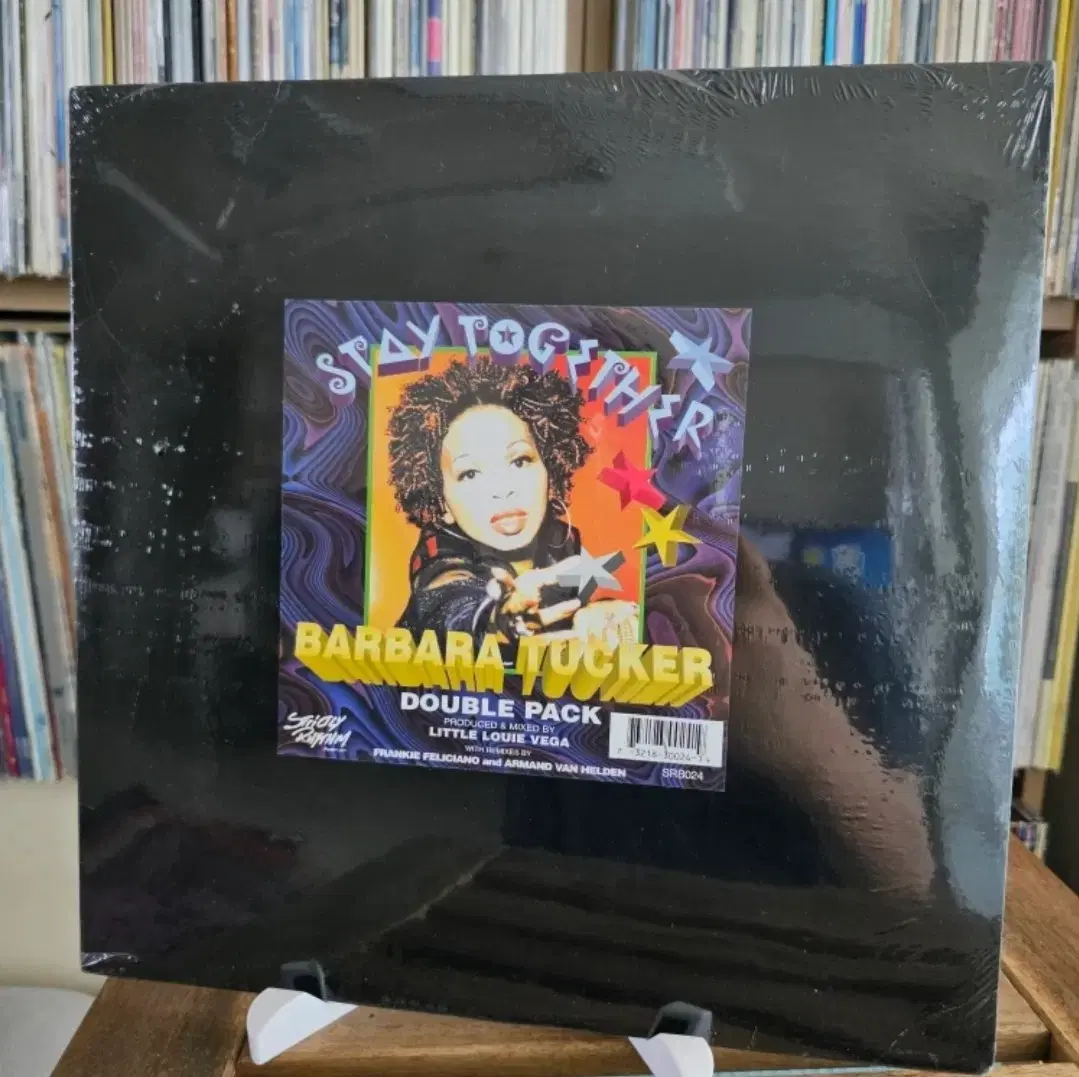 STAY TOGETHER
BARBARA TUCKER
DOUBLE PACK
PRODUCED & MIXED BY
LITTLE LOUIE VEGA
WITH REMIXES BY
FRANKIE FELICIANO and ARMAND VAN HELDEN
STRICTLY
RHYTHM
SRB024